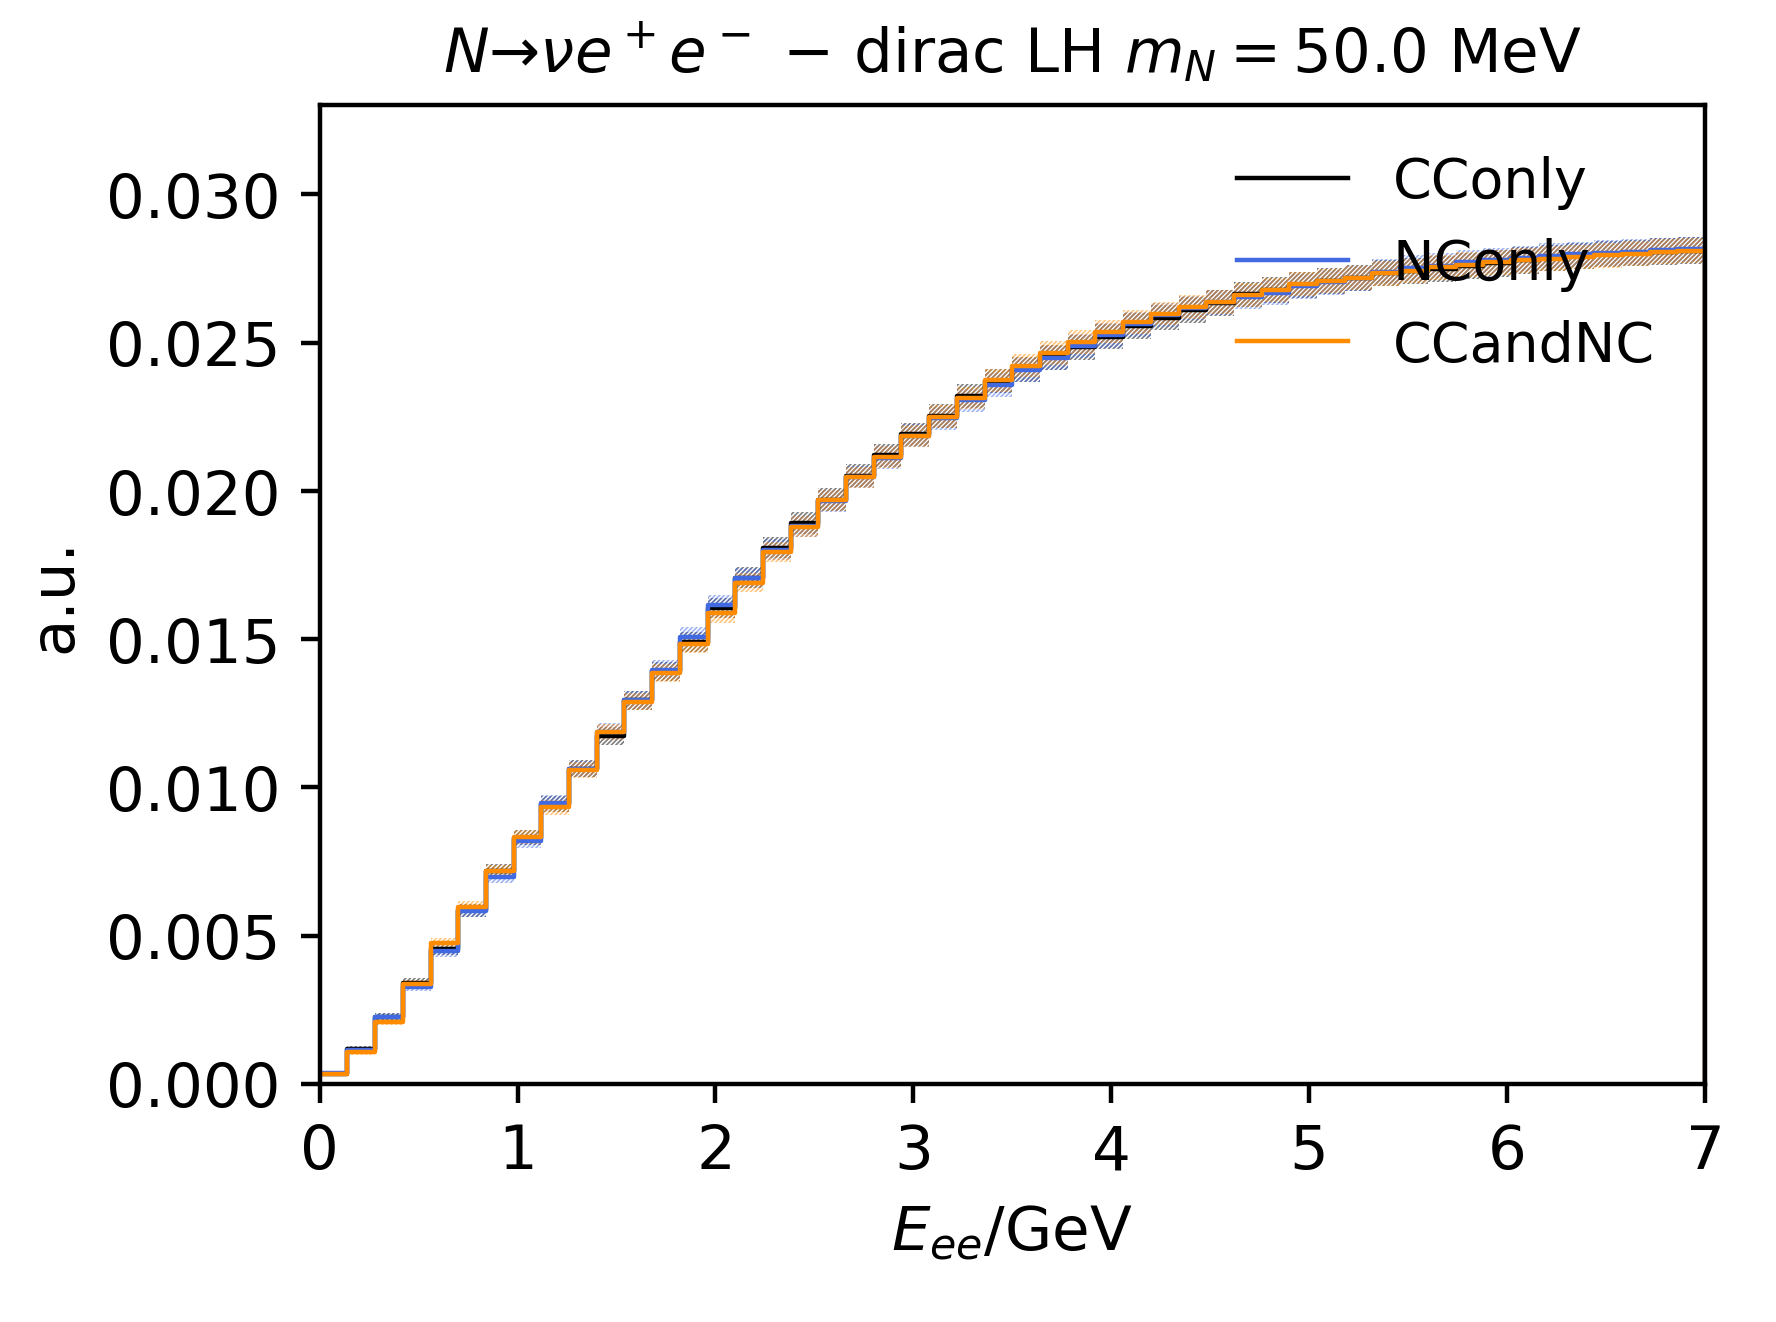 N→νe⁺e⁻ − dirac LH m_N = 50.0 MeV
CConly
NConly
CCandNC
0.030
0.025
0.020
0.015
0.010
0.005
0.000
a.u.
0 1 2 3 4 5 6 7
E_ee/GeV